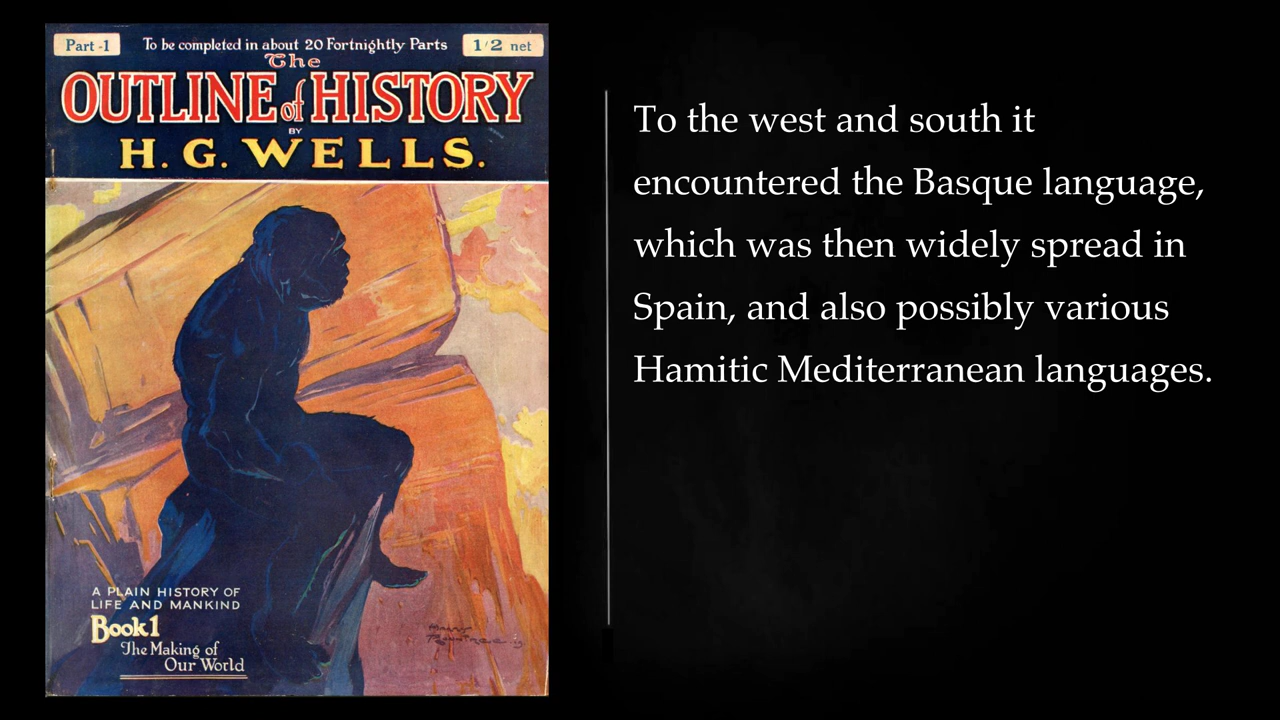 Part -1
To be completed in about 20 Fortnightly Parts
1/2 net
The
OUTLINE of HISTORY
BY
H. G. WELLS.
A PLAIN HISTORY OF
LIFE AND MANKIND
Book 1
The Making of
Our World
To the west and south it
encountered the Basque language,
which was then widely spread in
Spain, and also possibly various
Hamitic Mediterranean languages.